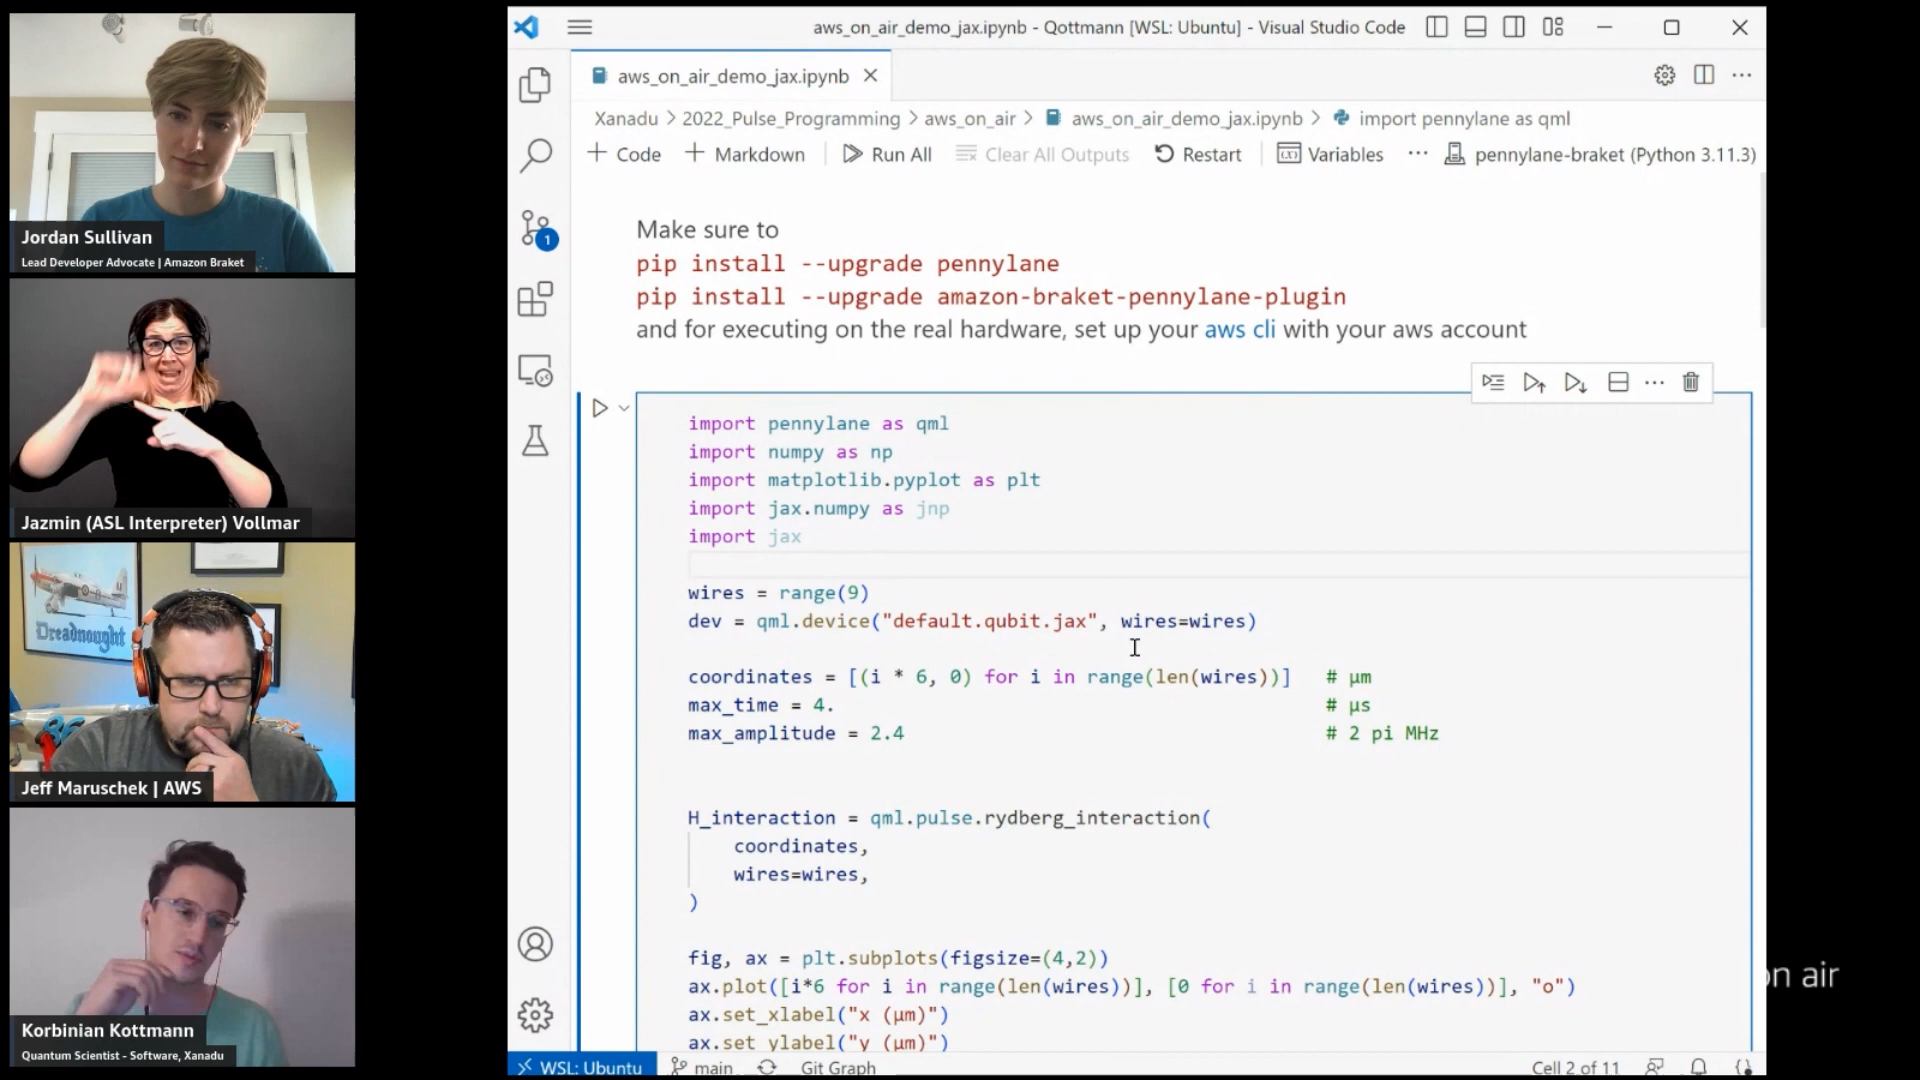 Jordan Sullivan
Lead Developer Advocate | Amazon Braket
Dreadnought
Jazmin (ASL Interpreter) Vollmar
Jeff Maruschek | AWS
Korbinian Kottmann
Quantum Scientist - Software, Xanadu
aws_on_air_demo_jax.ipynb - Qottmann [WSL: Ubuntu] - Visual Studio Code
aws_on_air_demo_jax.ipynb
Xanadu > 2022_Pulse_Programming > aws_on_air > aws_on_air_demo_jax.ipynb > import pennylane as qml
+ Code + Markdown Run All Clear All Outputs Restart Variables ... pennylane-braket (Python 3.11.3)
1
Make sure to
pip install --upgrade pennylane
pip install --upgrade amazon-braket-pennylane-plugin
and for executing on the real hardware, set up your aws cli with your aws account
import pennylane as qml
import numpy as np
import matplotlib.pyplot as plt
import jax.numpy as jnp
import jax
wires = range(9)
dev = qml.device("default.qubit.jax", wires=wires)
coordinates = [(i * 6, 0) for i in range(len(wires))] # μm
max_time = 4. # μs
max_amplitude = 2.4 # 2 pi MHz
H_interaction = qml.pulse.rydberg_interaction(
coordinates,
wires=wires,
)
fig, ax = plt.subplots(figsize=(4,2))
ax.plot([i*6 for i in range(len(wires))], [0 for i in range(len(wires))], "o")
ax.set_xlabel("x (μm)")
ax.set_ylabel("y (μm)")
WSL: Ubuntu main Git Graph Cell 2 of 11
on air